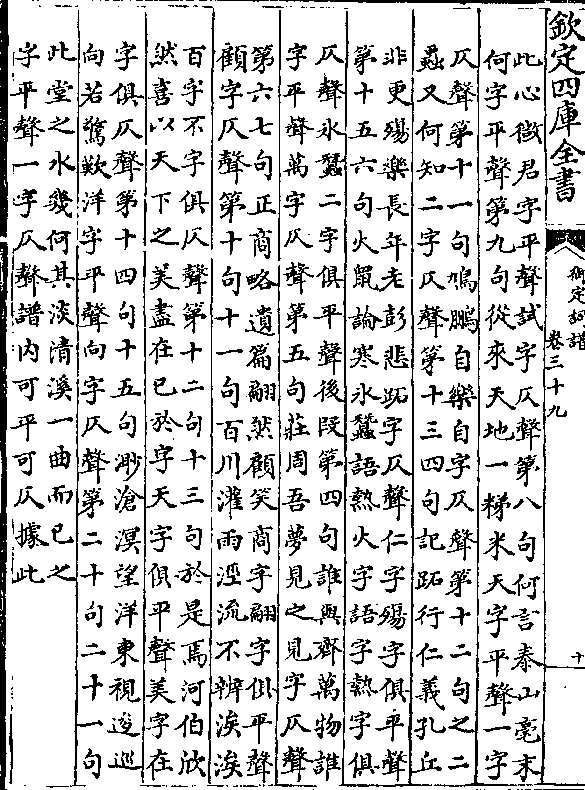 欽定四庫全書
御定詞譜
卷三十九
十
此心微君字平聲試字仄聲第八句何言泰山毫末
何字平聲第九句從來天地一稊米天字平聲一字
仄聲第十一句鳩鵬自樂自字仄聲第十二句之二
蟲又何知二字仄聲第十三四句記跖行仁義孔丘
非更殤樂長年老彭悲跖字仄聲仁字殤字俱平聲
第十五六句火鼠論寒氷蠶語熱火字語字熱字俱
仄聲氷蠶二字俱平聲後段第四句誰與齊萬物誰
字平聲萬字仄聲第五句莊周吾夢見之見字仄聲
第六七句正商略遺篇翩然顧笑商字翩字俱平聲
顧字仄聲第十句十一句百川灌雨涇流不辨涘涘
百字不字俱仄聲第十二句十三句於是焉河伯欣
然喜以天下之美盡在已於字天字俱平聲美字在
字俱仄聲第十四句十五句渺滄溟望洋東視逡巡
向若驚歎洋字平聲向字仄聲第二十句二十一句
此堂之水幾何其淡清溪一曲而已之
字平聲一字仄聲譜內可平可仄據此